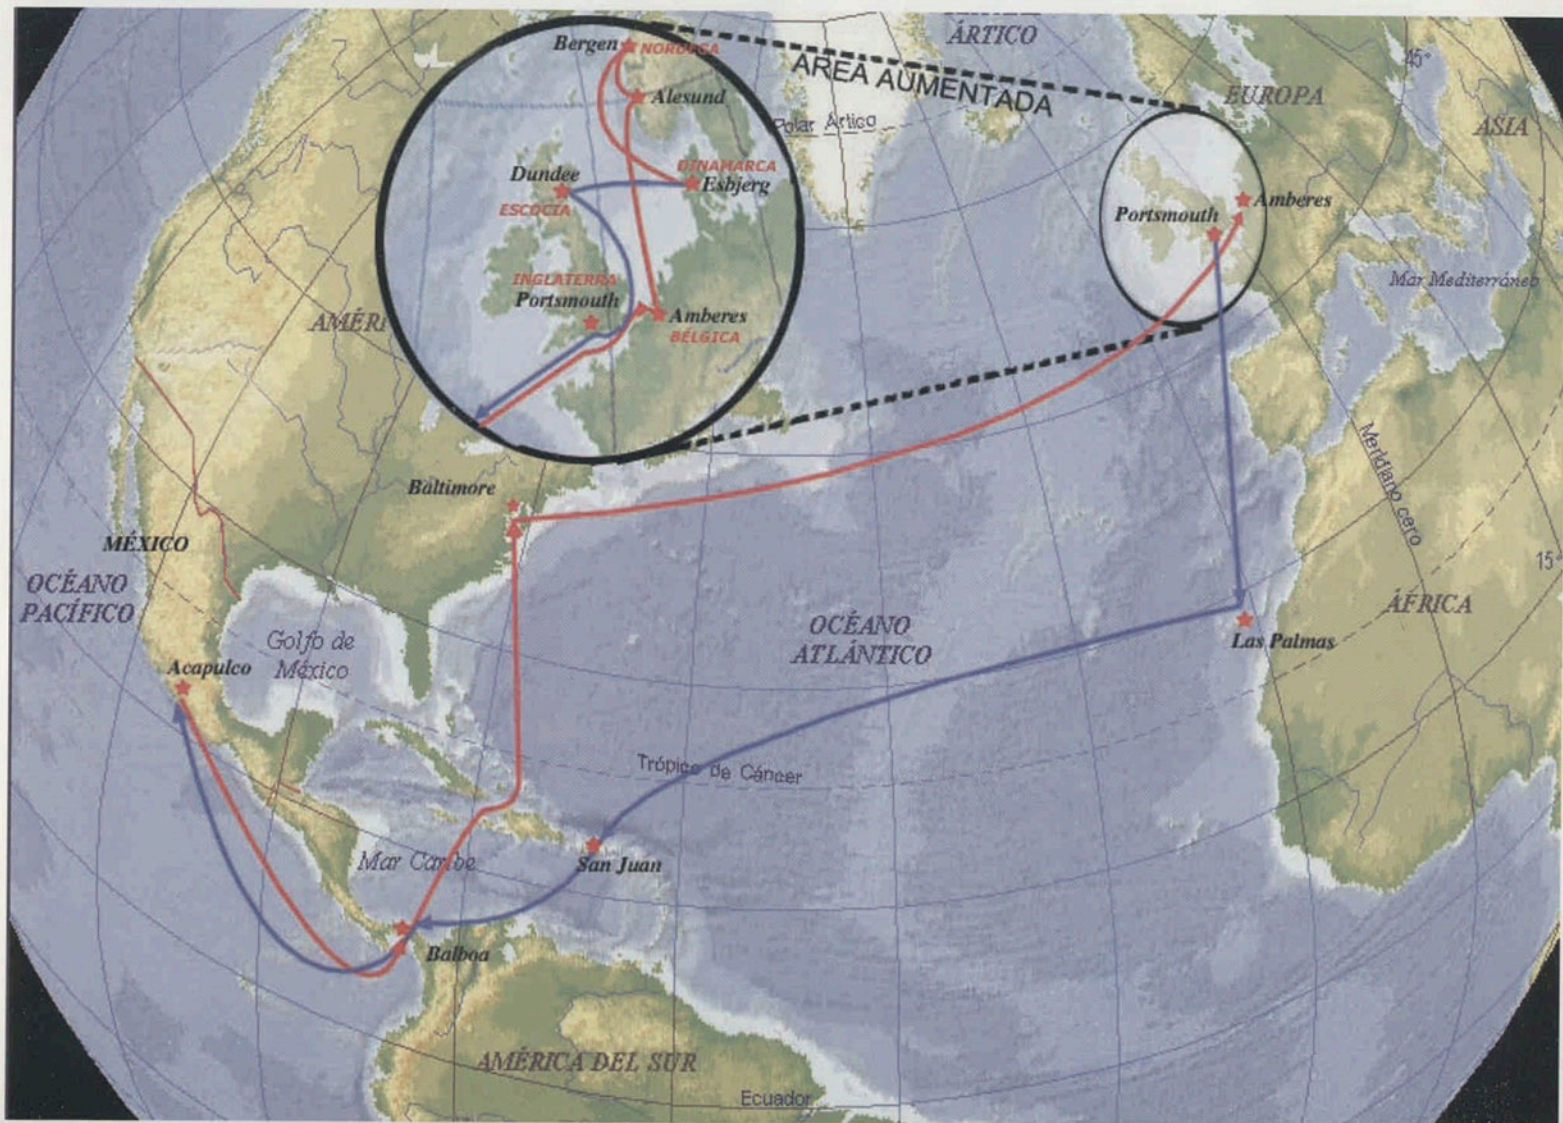 ÁRTICO
Bergen
NORUEGA
AREA AUMENTADA
45°
EUROPA
Alesund
Polar Ártico
ASIA
DINAMARCA
Dundee
Esbjerg
ESCOCIA
Amberes
Portsmouth
INGLATERRA
Portsmouth
Mar Mediterráneo
Amberes
BÉLGICA
AMÉRI
Meridiano cero
Baltimore
MÉXICO
15°
OCÉANO
PACÍFICO
ÁFRICA
OCÉANO
ATLÁNTICO
Golfo de
México
Las Palmas
Acapulco
Trópico de Cáncer
Mar Caribe
San Juan
Balboa
AMÉRICA DEL SUR
Ecuador